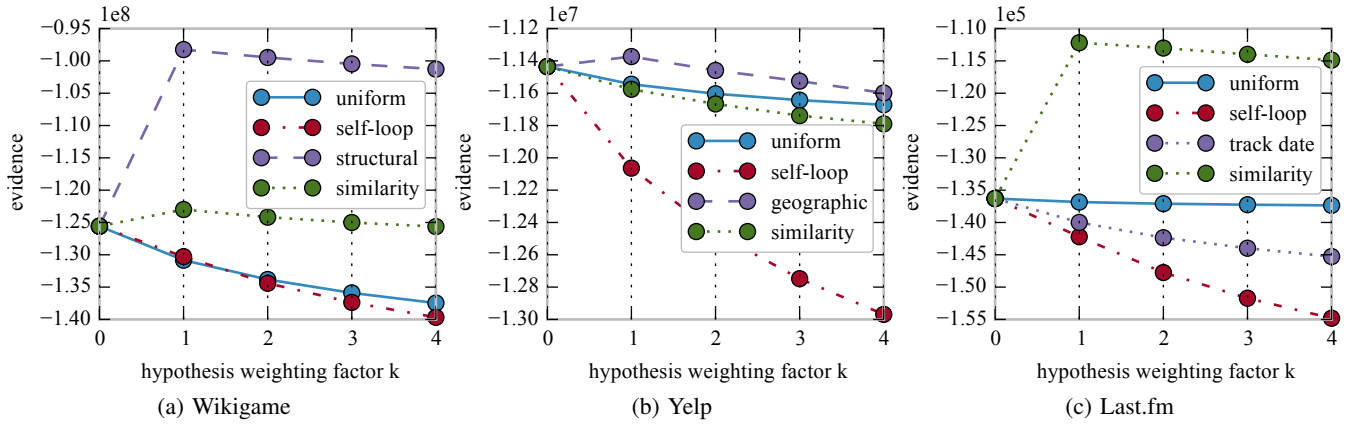 1e8
−0.95
−1.00
−1.05
−1.10
−1.15
−1.20
−1.25
−1.30
−1.35
−1.40
evidence
0 1 2 3 4
hypothesis weighting factor k
uniform
self-loop
structural
similarity
(a) Wikigame
1e7
−1.12
−1.14
−1.16
−1.18
−1.20
−1.22
−1.24
−1.26
−1.28
−1.30
evidence
0 1 2 3 4
hypothesis weighting factor k
uniform
self-loop
geographic
similarity
(b) Yelp
1e5
−1.10
−1.15
−1.20
−1.25
−1.30
−1.35
−1.40
−1.45
−1.50
−1.55
evidence
0 1 2 3 4
hypothesis weighting factor k
uniform
self-loop
track date
similarity
(c) Last.fm